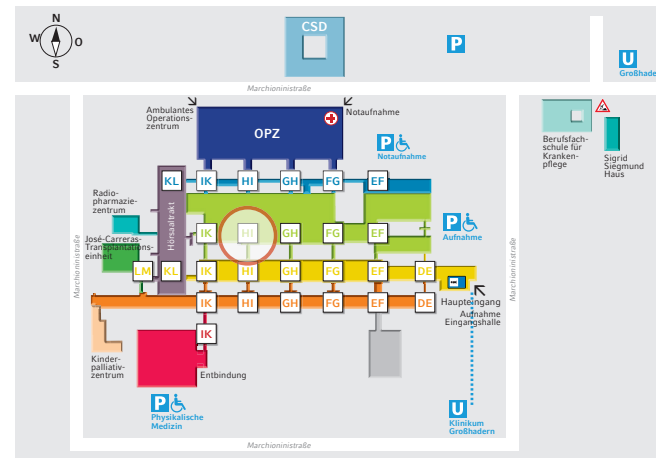 N
W
O
S
CSD
P
U
Großhade
Marchioninistraße
Ambulantes
Operations-
zentrum
Notaufnahme
OPZ
P
Notaufnahme
Berufsfach-
schule für
Kranken-
pflege
Sigrid
Siegmund
Haus
KL
IK
HI
GH
FG
EF
Radio-
pharmazie-
zentrum
Hörsaaltrakt
P
Aufnahme
IK
HI
GH
FG
EF
José-Carreras-
Transplantations-
einheit
Marchioninistraße
Marchioninistraße
LM
KL
IK
HI
GH
FG
EF
DE
Haupteingang
Aufnahme
Eingangshalle
IK
HI
GH
FG
EF
DE
IK
Kinder-
palliativ-
zentrum
Entbindung
P
Physikalische
Medizin
U
Klinikum
Großhadern
Marchioninistraße